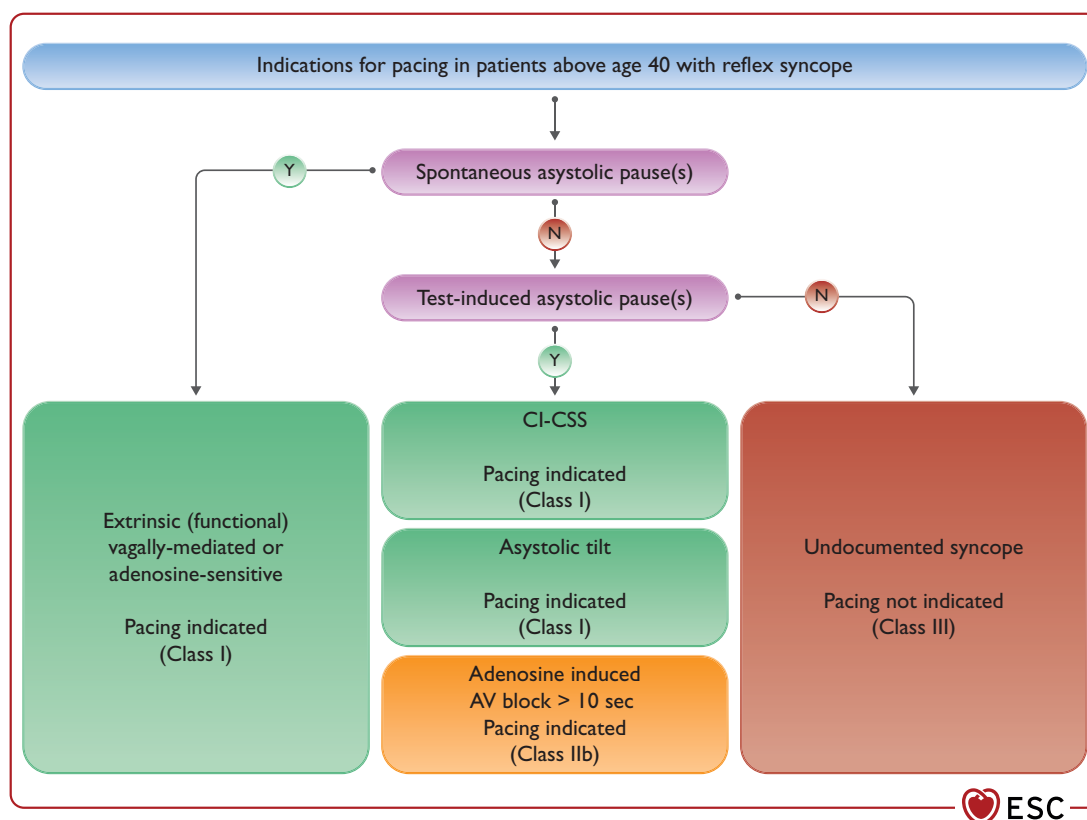 Indications for pacing in patients above age 40 with reflex syncope
Y
Spontaneous asystolic pause(s)
N
Test-induced asystolic pause(s)
N
Y
Extrinsic (functional)
vagally-mediated or
adenosine-sensitive
Pacing indicated
(Class I)
CI-CSS
Pacing indicated
(Class I)
Asystolic tilt
Pacing indicated
(Class I)
Adenosine induced
AV block > 10 sec
Pacing indicated
(Class IIb)
Undocumented syncope
Pacing not indicated
(Class III)
ESC